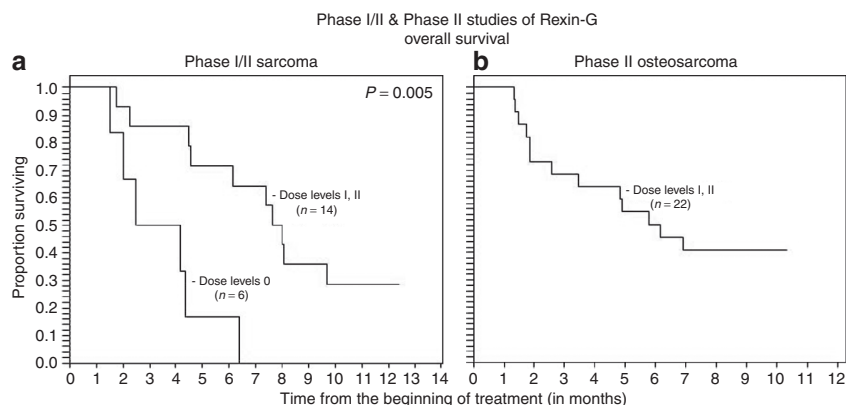 Phase I/II & Phase II studies of Rexin-G
overall survival
a
Phase I/II sarcoma
P = 0.005
1.0
0.9
0.8
0.7
0.6
0.5
0.4
0.3
0.2
0.1
0.0
Proportion surviving
- Dose levels I, II
(n = 14)
- Dose levels 0
(n = 6)
0 1 2 3 4 5 6 7 8 9 10 11 12 13 14
b
Phase II osteosarcoma
- Dose levels I, II
(n = 22)
0 1 2 3 4 5 6 7 8 9 10 11 12
Time from the beginning of treatment (in months)